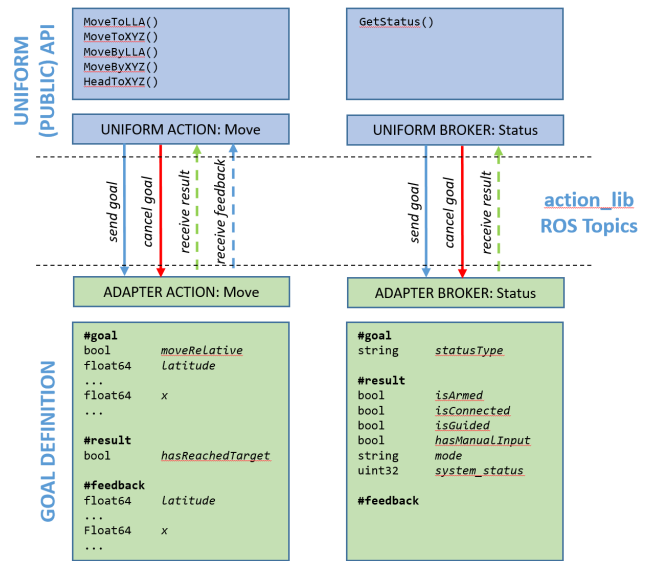 UNIFORM
(PUBLIC) API
MoveToLLA()
MoveToXYZ()
MoveByLLA()
MoveByXYZ()
HeadToXYZ()
GetStatus()
UNIFORM ACTION: Move
UNIFORM BROKER: Status
send goal
cancel goal
receive result
receive feedback
send goal
cancel goal
receive result
action_lib
ROS Topics
ADAPTER ACTION: Move
ADAPTER BROKER: Status
GOAL DEFINITION
#goal
bool moveRelative
float64 latitude
...
float64 x
...
#result
bool hasReachedTarget
#feedback
float64 latitude
...
Float64 x
...
#goal
string statusType
#result
bool isArmed
bool isConnected
bool isGuided
bool hasManualInput
string mode
uint32 system_status
#feedback